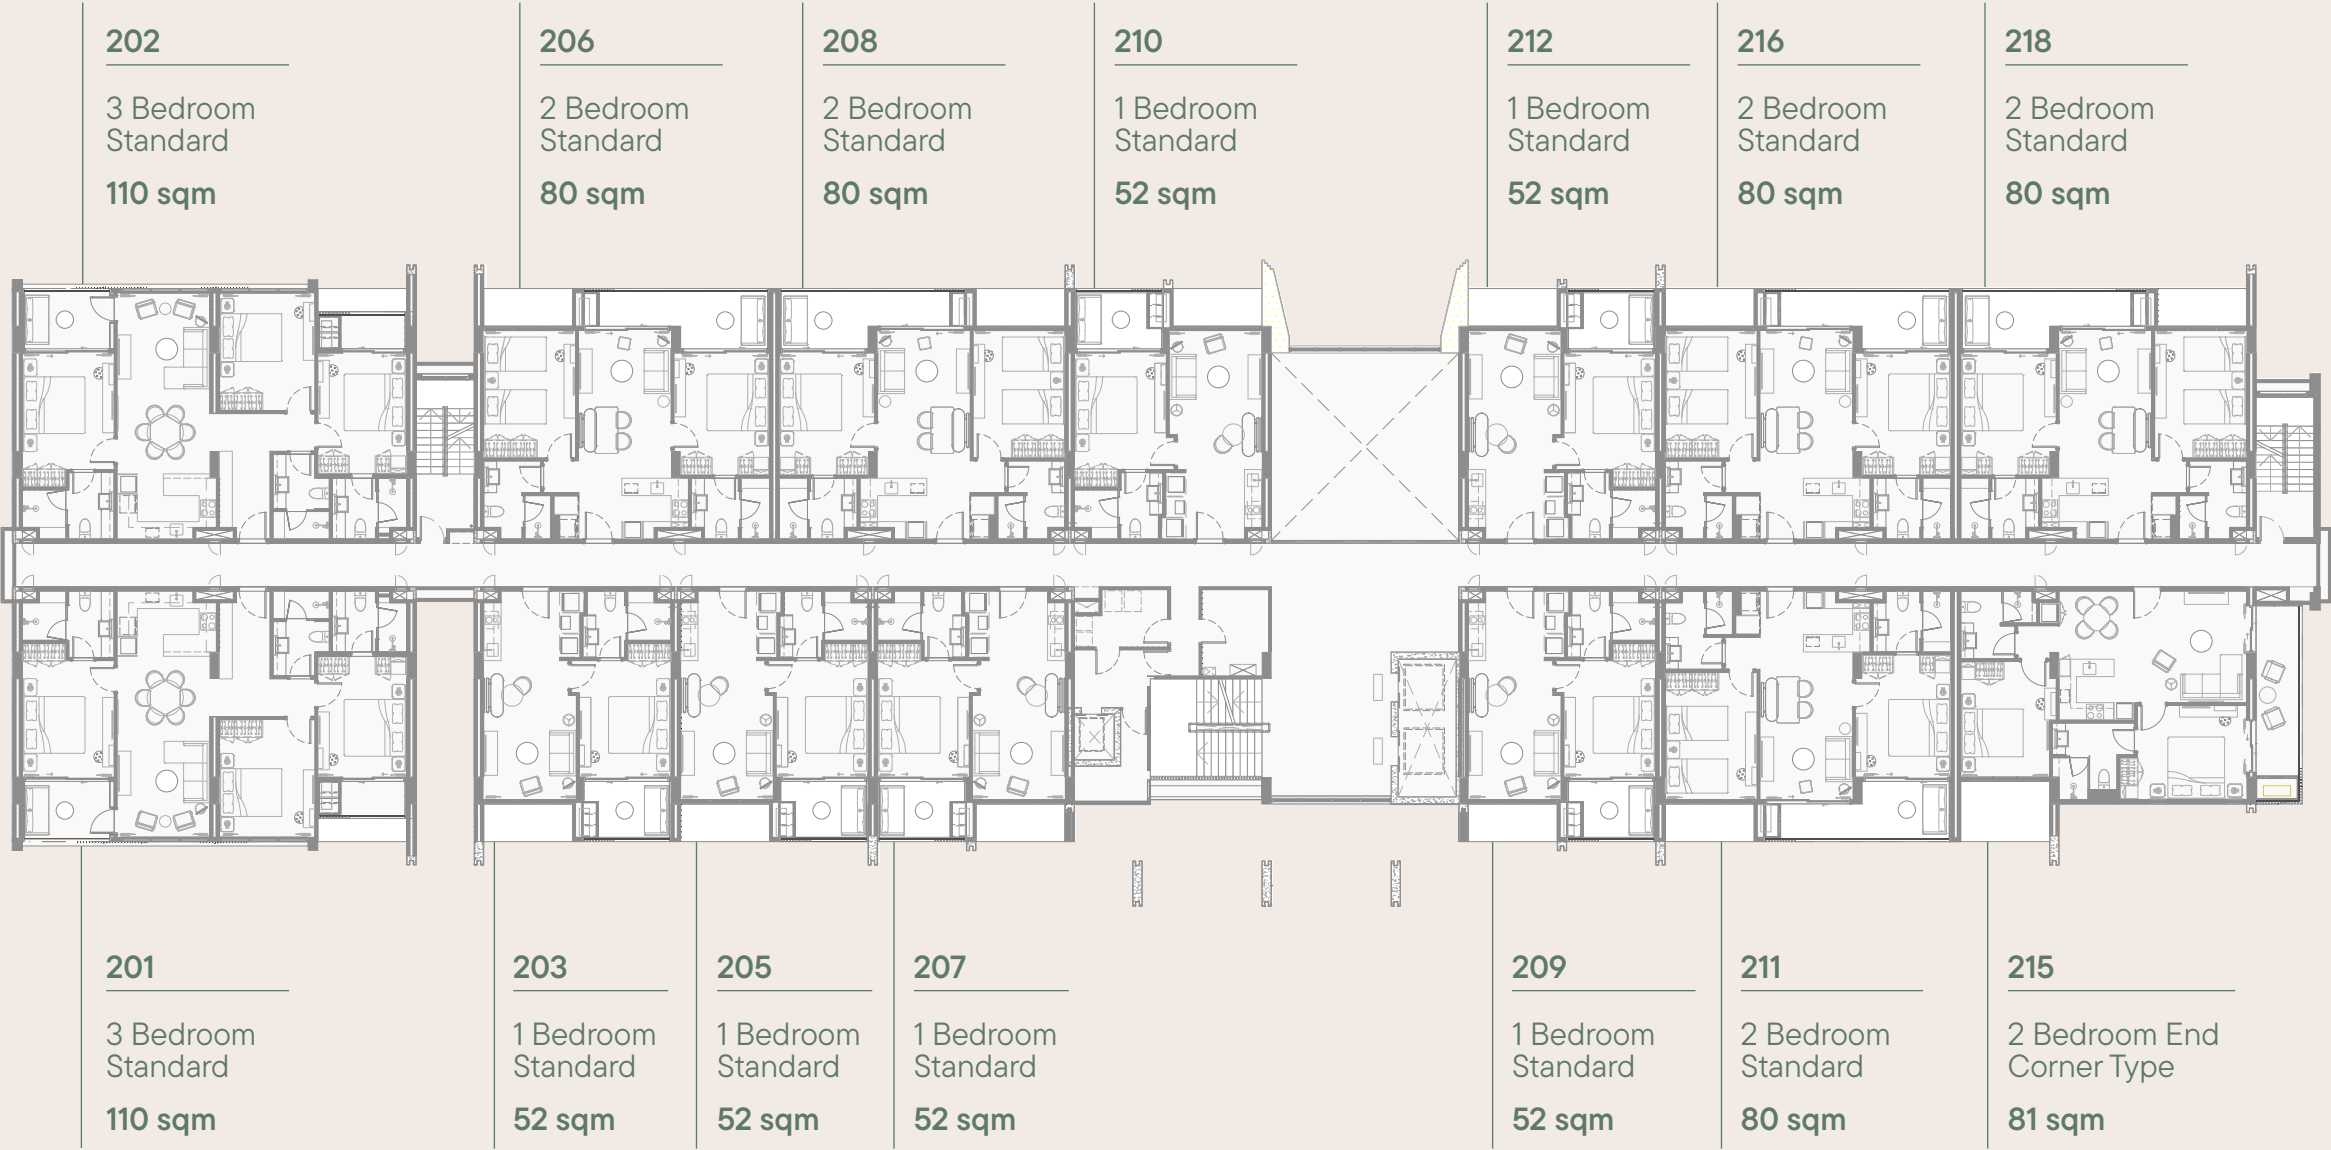 202
3 Bedroom
Standard
110 sqm
206
2 Bedroom
Standard
80 sqm
208
2 Bedroom
Standard
80 sqm
210
1 Bedroom
Standard
52 sqm
212
1 Bedroom
Standard
52 sqm
216
2 Bedroom
Standard
80 sqm
218
2 Bedroom
Standard
80 sqm
201
3 Bedroom
Standard
110 sqm
203
1 Bedroom
Standard
52 sqm
205
1 Bedroom
Standard
52 sqm
207
1 Bedroom
Standard
52 sqm
209
1 Bedroom
Standard
52 sqm
211
2 Bedroom
Standard
80 sqm
215
2 Bedroom End
Corner Type
81 sqm